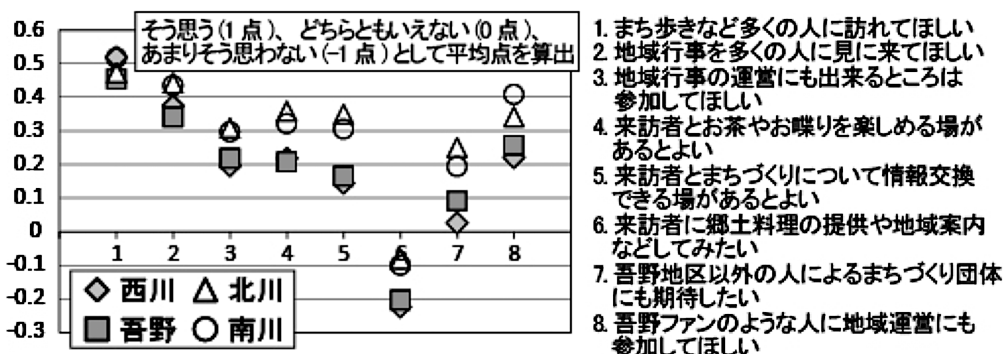 そう思う(1 点)、 どちらともいえない(0 点)、
あまりそう思わない(−1 点)として平均点を算出
0.6
0.5
0.4
0.3
0.2
0.1
0
-0.1
-0.2
-0.3
1 2 3 4 5 6 7 8
西川 北川
吾野 南川
1. まち歩きなど多くの人に訪れてほしい
2. 地域行事を多くの人に見に来てほしい
3. 地域行事の運営にも出来るところは
参加してほしい
4. 来訪者とお茶やお喋りを楽しめる場が
あるとよい
5. 来訪者とまちづくりについて情報交換
できる場があるとよい
6. 来訪者に郷土料理の提供や地域案内
などしてみたい
7. 吾野地区以外の人によるまちづくり団体
にも期待したい
8. 吾野ファンのような人に地域運営にも
参加してほしい